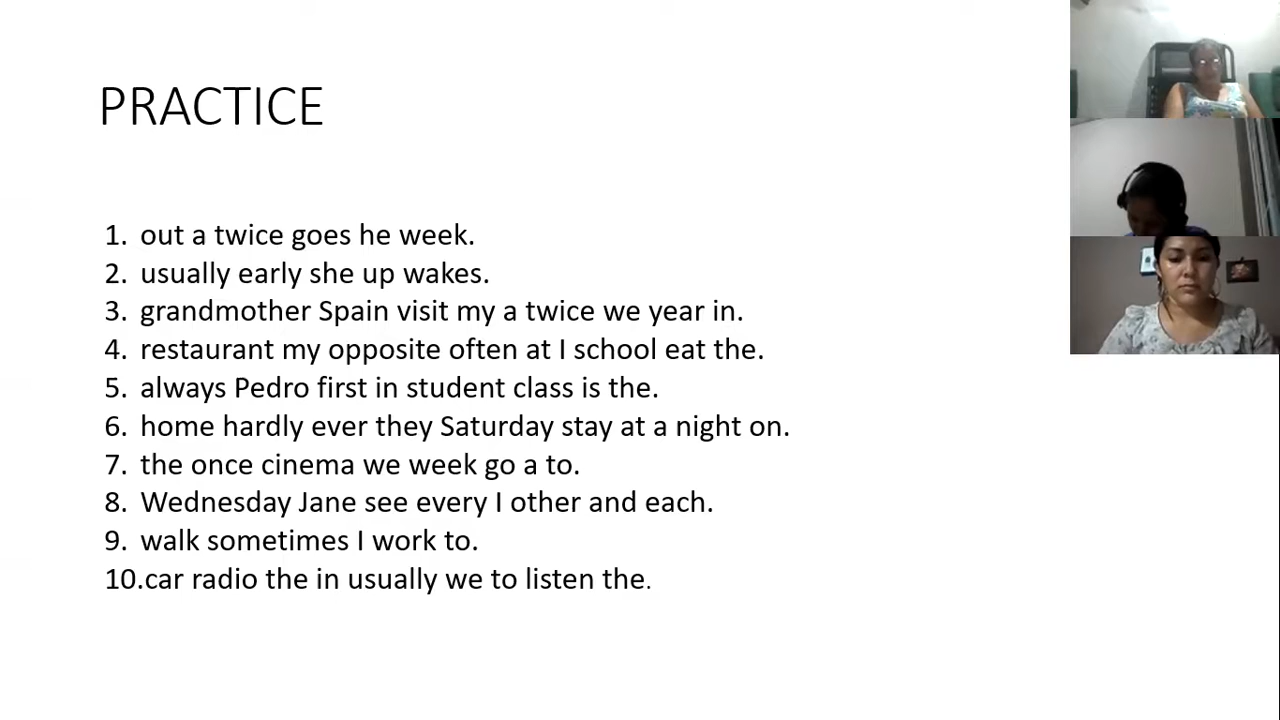 PRACTICE
1. out a twice goes he week.
2. usually early she up wakes.
3. grandmother Spain visit my a twice we year in.
4. restaurant my opposite often at I school eat the.
5. always Pedro first in student class is the.
6. home hardly ever they Saturday stay at a night on.
7. the once cinema we week go a to.
8. Wednesday Jane see every I other and each.
9. walk sometimes I work to.
10.car radio the in usually we to listen the.